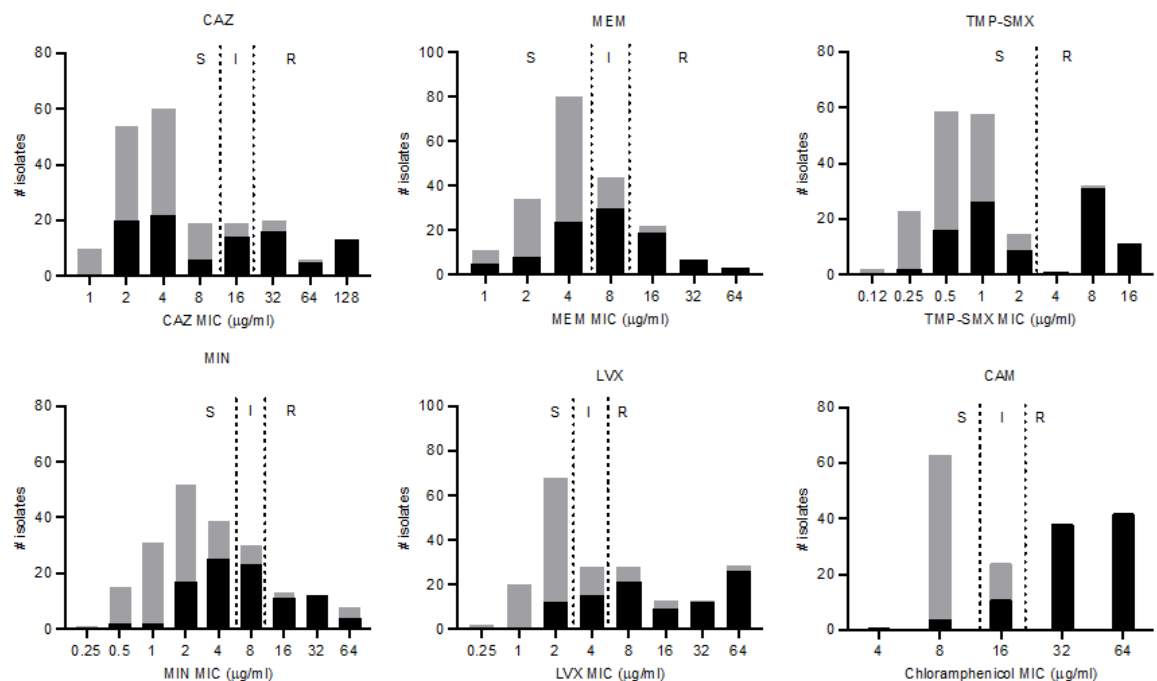 CAZ
80
60
40
20
0
# isolates
S I R
1 2 4 8 16 32 64 128
CAZ MIC (μg/ml)
MEM
100
80
60
40
20
0
# isolates
S I R
1 2 4 8 16 32 64
MEM MIC (μg/ml)
TMP-SMX
80
60
40
20
0
# isolates
S R
0.12 0.25 0.5 1 2 4 8 16
TMP-SMX MIC (μg/ml)
MIN
80
60
40
20
0
# isolates
S I R
0.25 0.5 1 2 4 8 16 32 64
MIN MIC (μg/ml)
LVX
100
80
60
40
20
0
# isolates
S I R
0.25 1 2 4 8 16 32 64
LVX MIC (μg/ml)
CAM
80
60
40
20
0
# isolates
S I R
4 8 16 32 64
Chloramphenicol MIC (μg/ml)